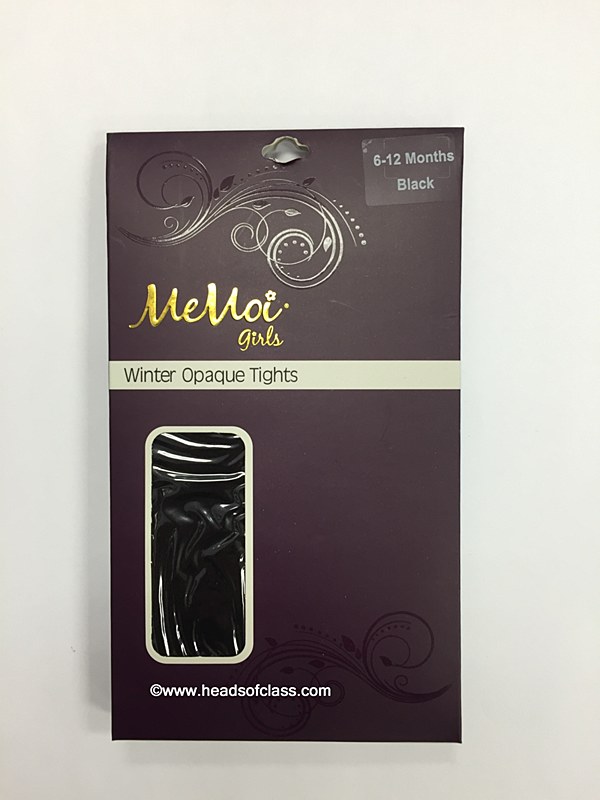 6-12 Months
Black
MeMoi
Girls
Winter Opaque Tights
©www.headsofclass.com